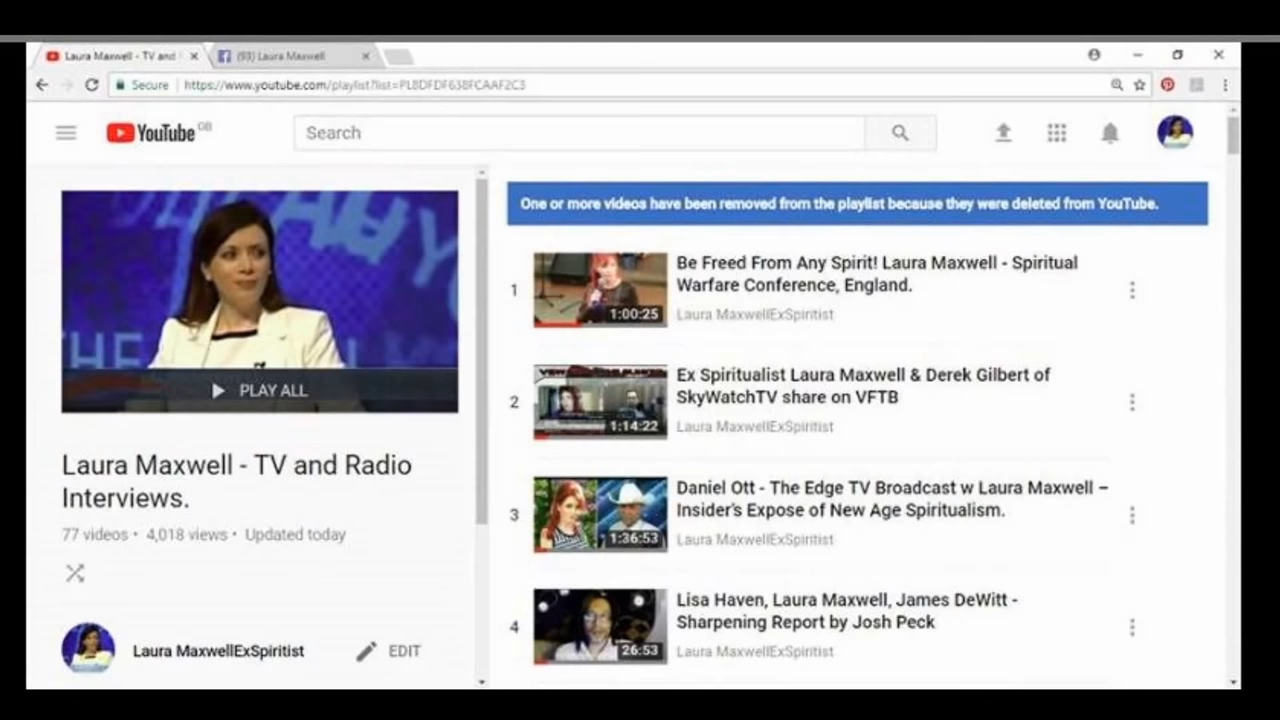 Laura Maxwell - TV and
(93) Laura Maxwell
Secure
https://www.youtube.com/playlist?list=PL8DFDF638FCAAF2C3
YouTube GB
Search
PLAY ALL
Laura Maxwell - TV and Radio
Interviews.
77 videos • 4,018 views • Updated today
Laura MaxwellExSpiritist
EDIT
One or more videos have been removed from the playlist because they were deleted from YouTube.
1
1:00:25
Be Freed From Any Spirit! Laura Maxwell - Spiritual
Warfare Conference, England.
Laura MaxwellExSpiritist
2
1:14:22
Ex Spiritualist Laura Maxwell & Derek Gilbert of
SkyWatchTV share on VFTB
Laura MaxwellExSpiritist
3
1:36:53
Daniel Ott - The Edge TV Broadcast w Laura Maxwell –
Insider's Expose of New Age Spiritualism.
Laura MaxwellExSpiritist
4
26:53
Lisa Haven, Laura Maxwell, James DeWitt -
Sharpening Report by Josh Peck
Laura MaxwellExSpiritist